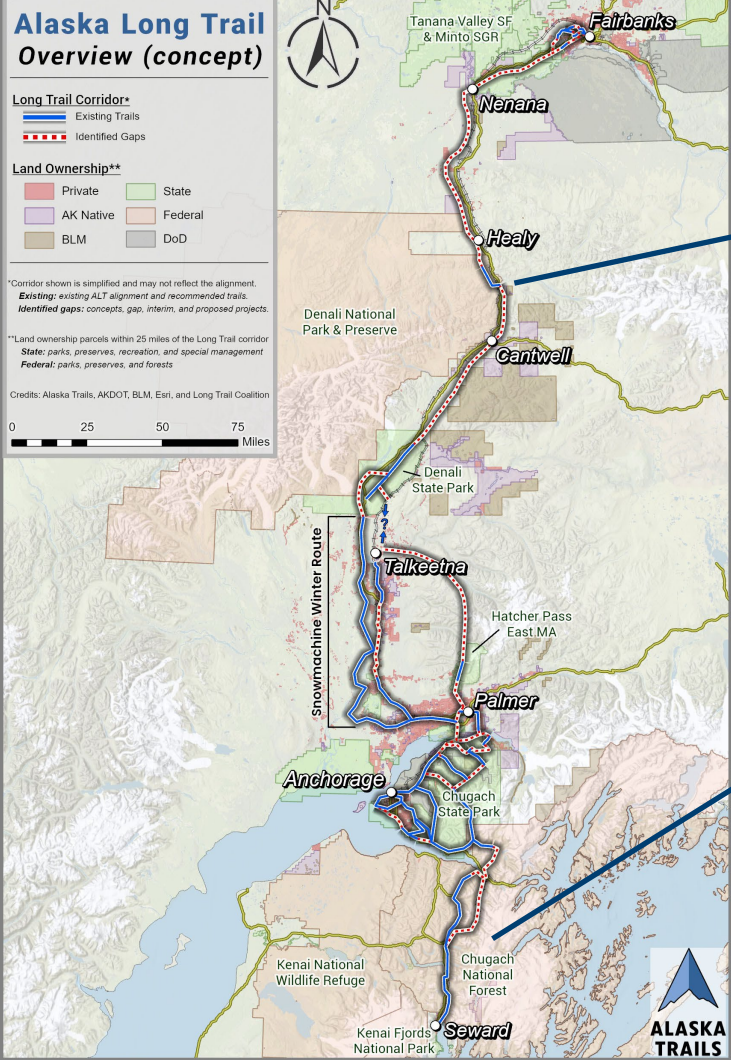 Alaska Long Trail
Overview (concept)
Long Trail Corridor*
Existing Trails
Identified Gaps
Land Ownership**
Private
State
AK Native
Federal
BLM
DoD
*Corridor shown is simplified and may not reflect the alignment.
Existing: existing ALT alignment and recommended trails.
Identified gaps: concepts, gap, interim, and proposed projects.
**Land ownership parcels within 25 miles of the Long Trail corridor
State: parks, preserves, recreation, and special management
Federal: parks, preserves, and forests
Credits: Alaska Trails, AKDOT, BLM, Esri, and Long Trail Coalition
0 25 50 75
Miles
N
Tanana Valley SF
& Minto SGR
Fairbanks
Nenana
Healy
Denali National
Park & Preserve
Cantwell
Denali
State Park
?
Snowmachine Winter Route
Talkeetna
Hatcher Pass
East MA
Palmer
Anchorage
Chugach
State Park
Kenai National
Wildlife Refuge
Chugach
National
Forest
Kenai Fjords
National Park
Seward
ALASKA
TRAILS